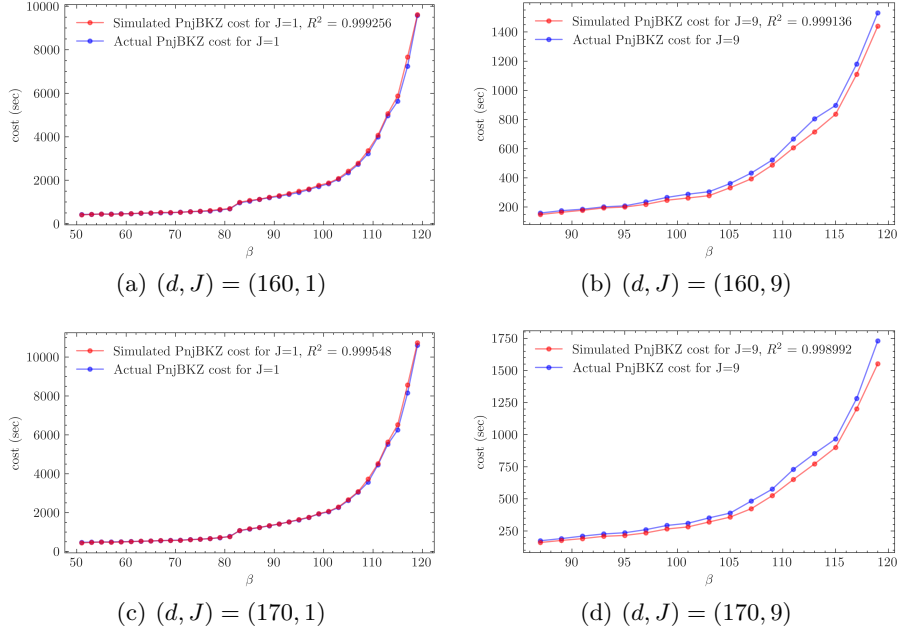 Simulated PnjBKZ cost for J=1, R² = 0.999256
Actual PnjBKZ cost for J=1
cost (sec)
10000
8000
6000
4000
2000
0
50 60 70 80 90 100 110 120
β
(a) (d, J) = (160, 1)
Simulated PnjBKZ cost for J=9, R² = 0.999136
Actual PnjBKZ cost for J=9
cost (sec)
1400
1200
1000
800
600
400
200
90 95 100 105 110 115 120
β
(b) (d, J) = (160, 9)
Simulated PnjBKZ cost for J=1, R² = 0.999548
Actual PnjBKZ cost for J=1
cost (sec)
10000
8000
6000
4000
2000
0
50 60 70 80 90 100 110 120
β
(c) (d, J) = (170, 1)
Simulated PnjBKZ cost for J=9, R² = 0.998992
Actual PnjBKZ cost for J=9
cost (sec)
1750
1500
1250
1000
750
500
250
90 95 100 105 110 115 120
β
(d) (d, J) = (170, 9)